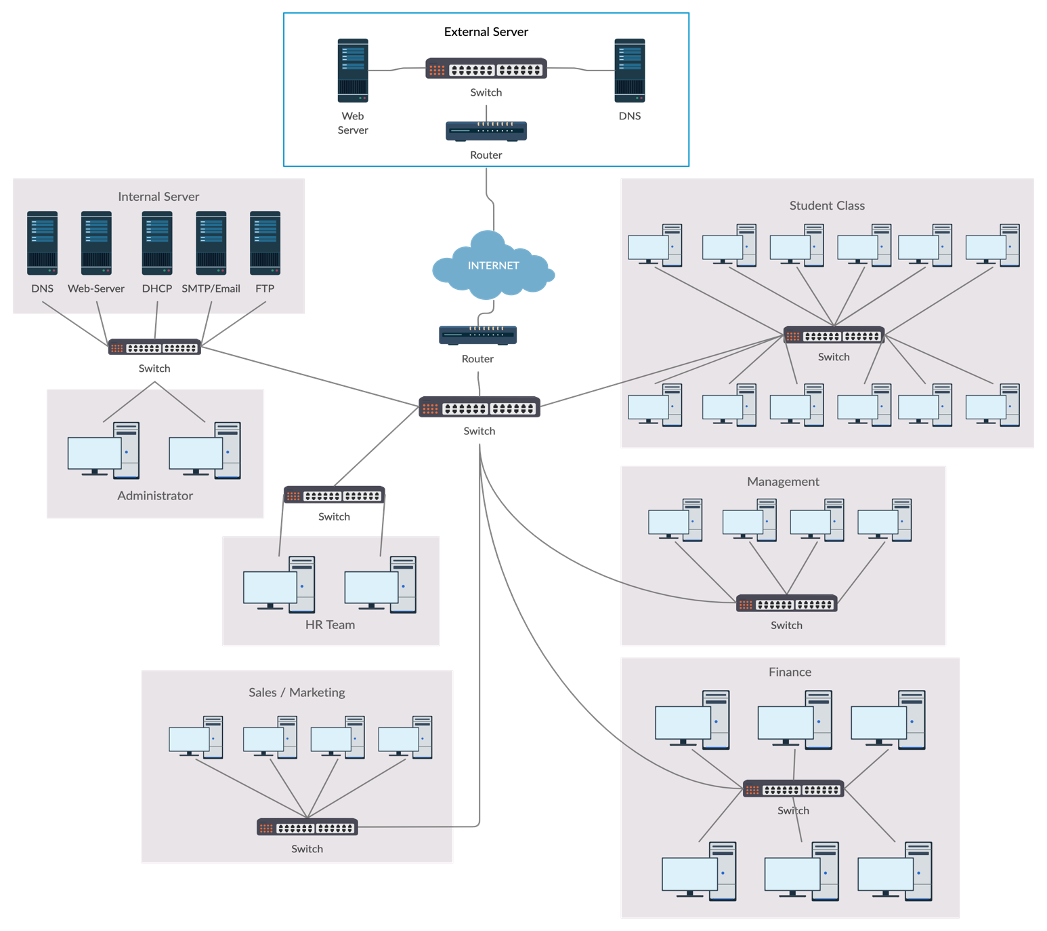 External Server
Switch
Web
Server
DNS
Router
Internal Server
DNS Web-Server DHCP SMTP/Email FTP
Switch
Student Class
Switch
INTERNET
Router
Switch
Administrator
Switch
HR Team
Management
Switch
Sales / Marketing
Switch
Finance
Switch